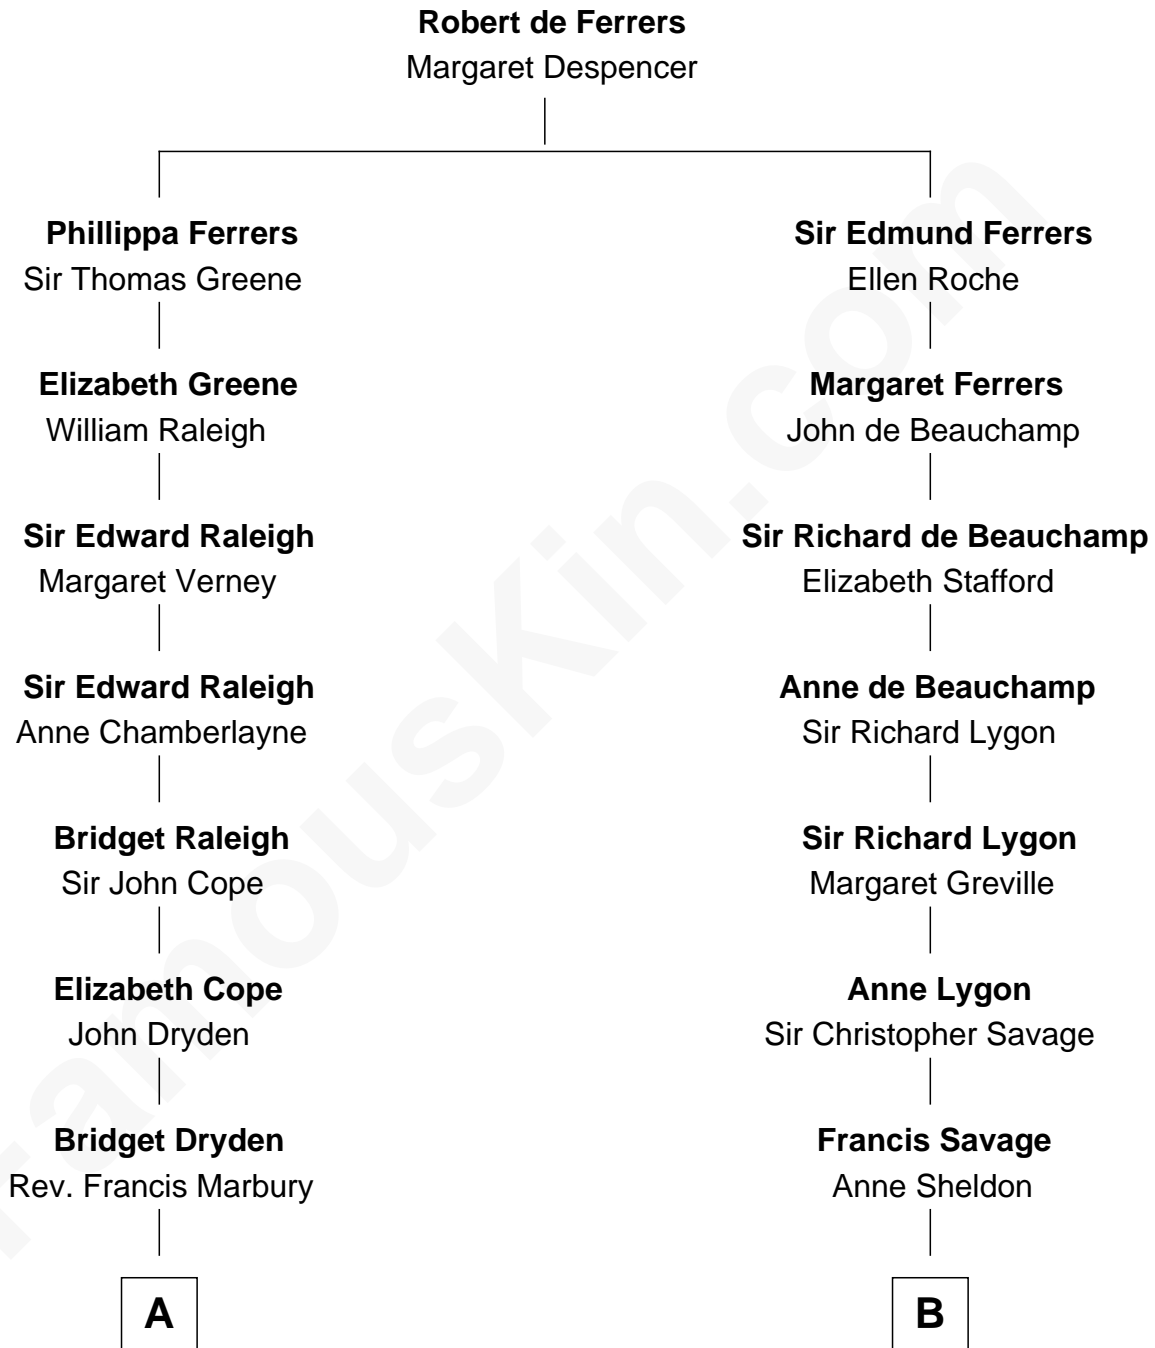 Robert de Ferrers
Margaret Despencer
Phillippa Ferrers
Sir Thomas Greene
Elizabeth Greene
William Raleigh
Sir Edward Raleigh
Margaret Verney
Sir Edward Raleigh
Anne Chamberlayne
Bridget Raleigh
Sir John Cope
Elizabeth Cope
John Dryden
Bridget Dryden
Rev. Francis Marbury
A
Sir Edmund Ferrers
Ellen Roche
Margaret Ferrers
John de Beauchamp
Sir Richard de Beauchamp
Elizabeth Stafford
Anne de Beauchamp
Sir Richard Lygon
Sir Richard Lygon
Margaret Greville
Anne Lygon
Sir Christopher Savage
Francis Savage
Anne Sheldon
B
famouskin.com